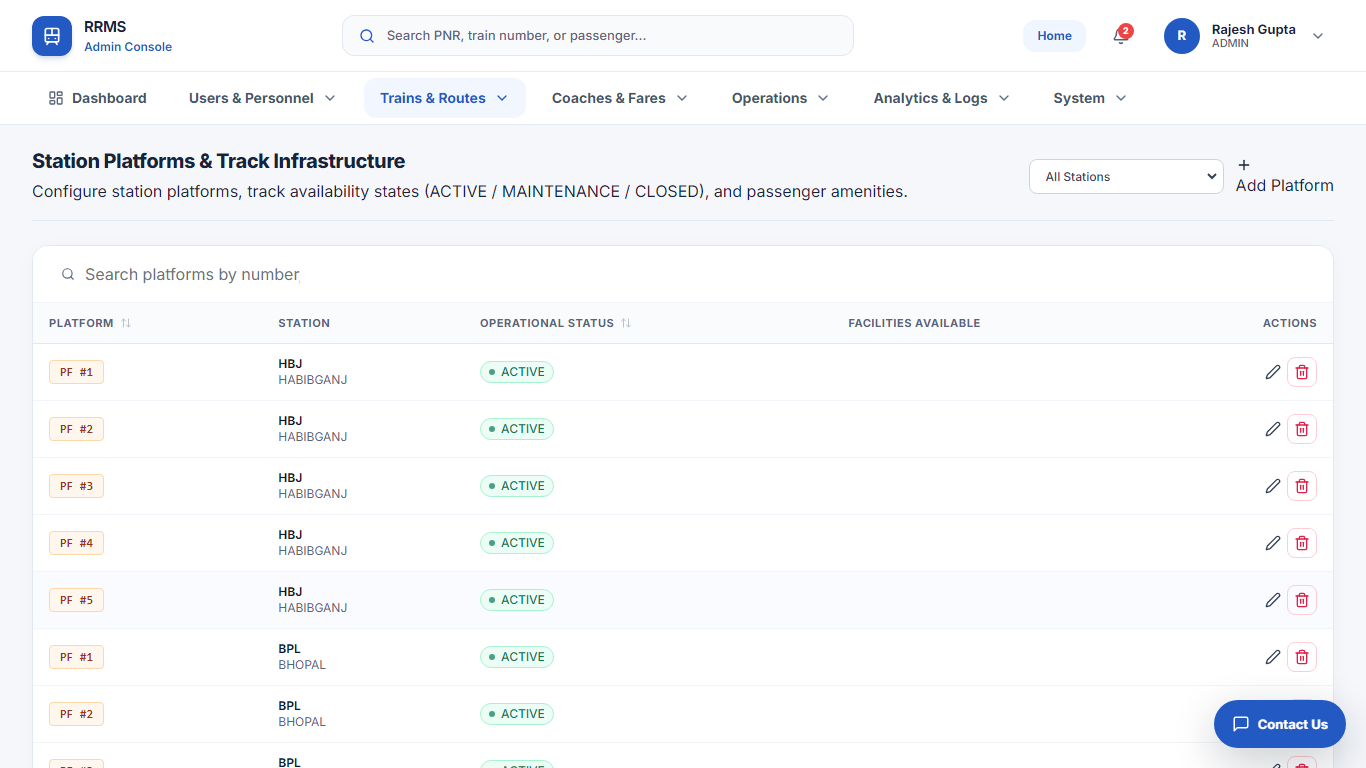 RRMS
Admin Console
Search PNR, train number, or passenger...
Home
2
R
Rajesh Gupta
ADMIN
Dashboard
Users & Personnel
Trains & Routes
Coaches & Fares
Operations
Analytics & Logs
System
Station Platforms & Track Infrastructure
Configure station platforms, track availability states (ACTIVE / MAINTENANCE / CLOSED), and passenger amenities.
All Stations
+
Add Platform
Search platforms by number
PLATFORM STATION OPERATIONAL STATUS FACILITIES AVAILABLE ACTIONS
PF #1 HBJ ACTIVE
HABIBGANJ
PF #2 HBJ ACTIVE
HABIBGANJ
PF #3 HBJ ACTIVE
HABIBGANJ
PF #4 HBJ ACTIVE
HABIBGANJ
PF #5 HBJ ACTIVE
HABIBGANJ
PF #1 BPL ACTIVE
BHOPAL
PF #2 BPL ACTIVE
BHOPAL
BPL
Contact Us